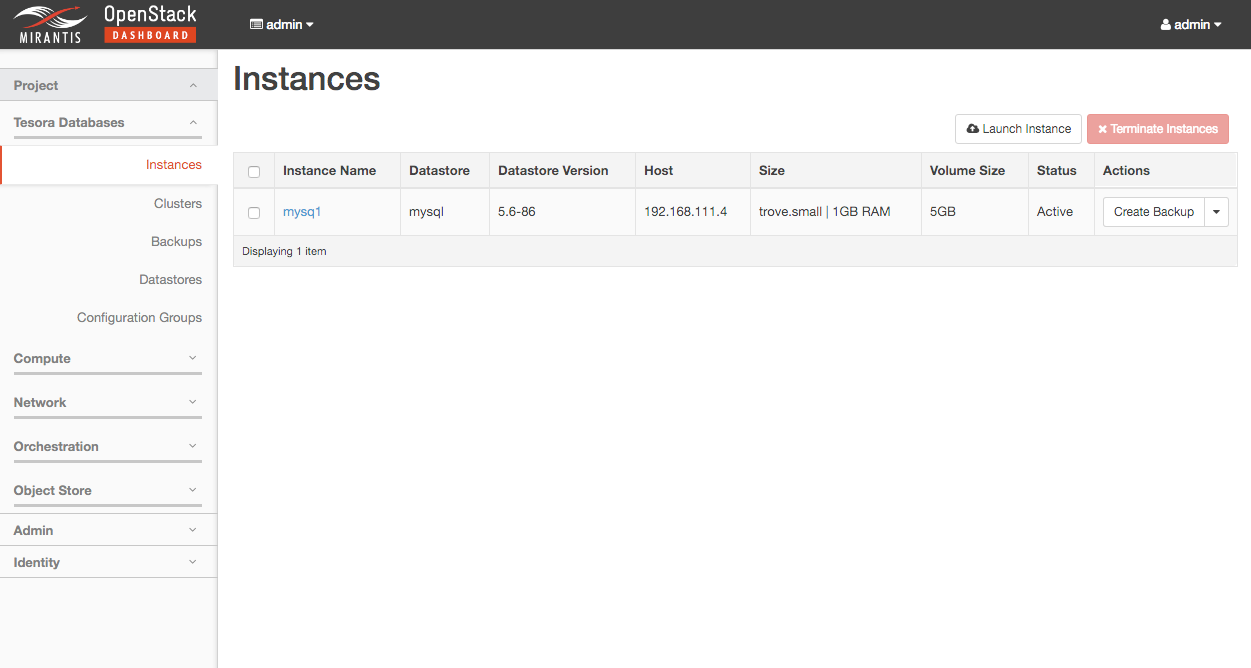 MIRANTIS
OpenStack
DASHBOARD
admin
admin
Project
Tesora Databases
Instances
Clusters
Backups
Datastores
Configuration Groups
Compute
Network
Orchestration
Object Store
Admin
Identity
Instances
Launch Instance
Terminate Instances
Instance Name Datastore Datastore Version Host Size Volume Size Status Actions
mysq1 mysql 5.6-86 192.168.111.4 trove.small | 1GB RAM 5GB Active Create Backup
Displaying 1 item